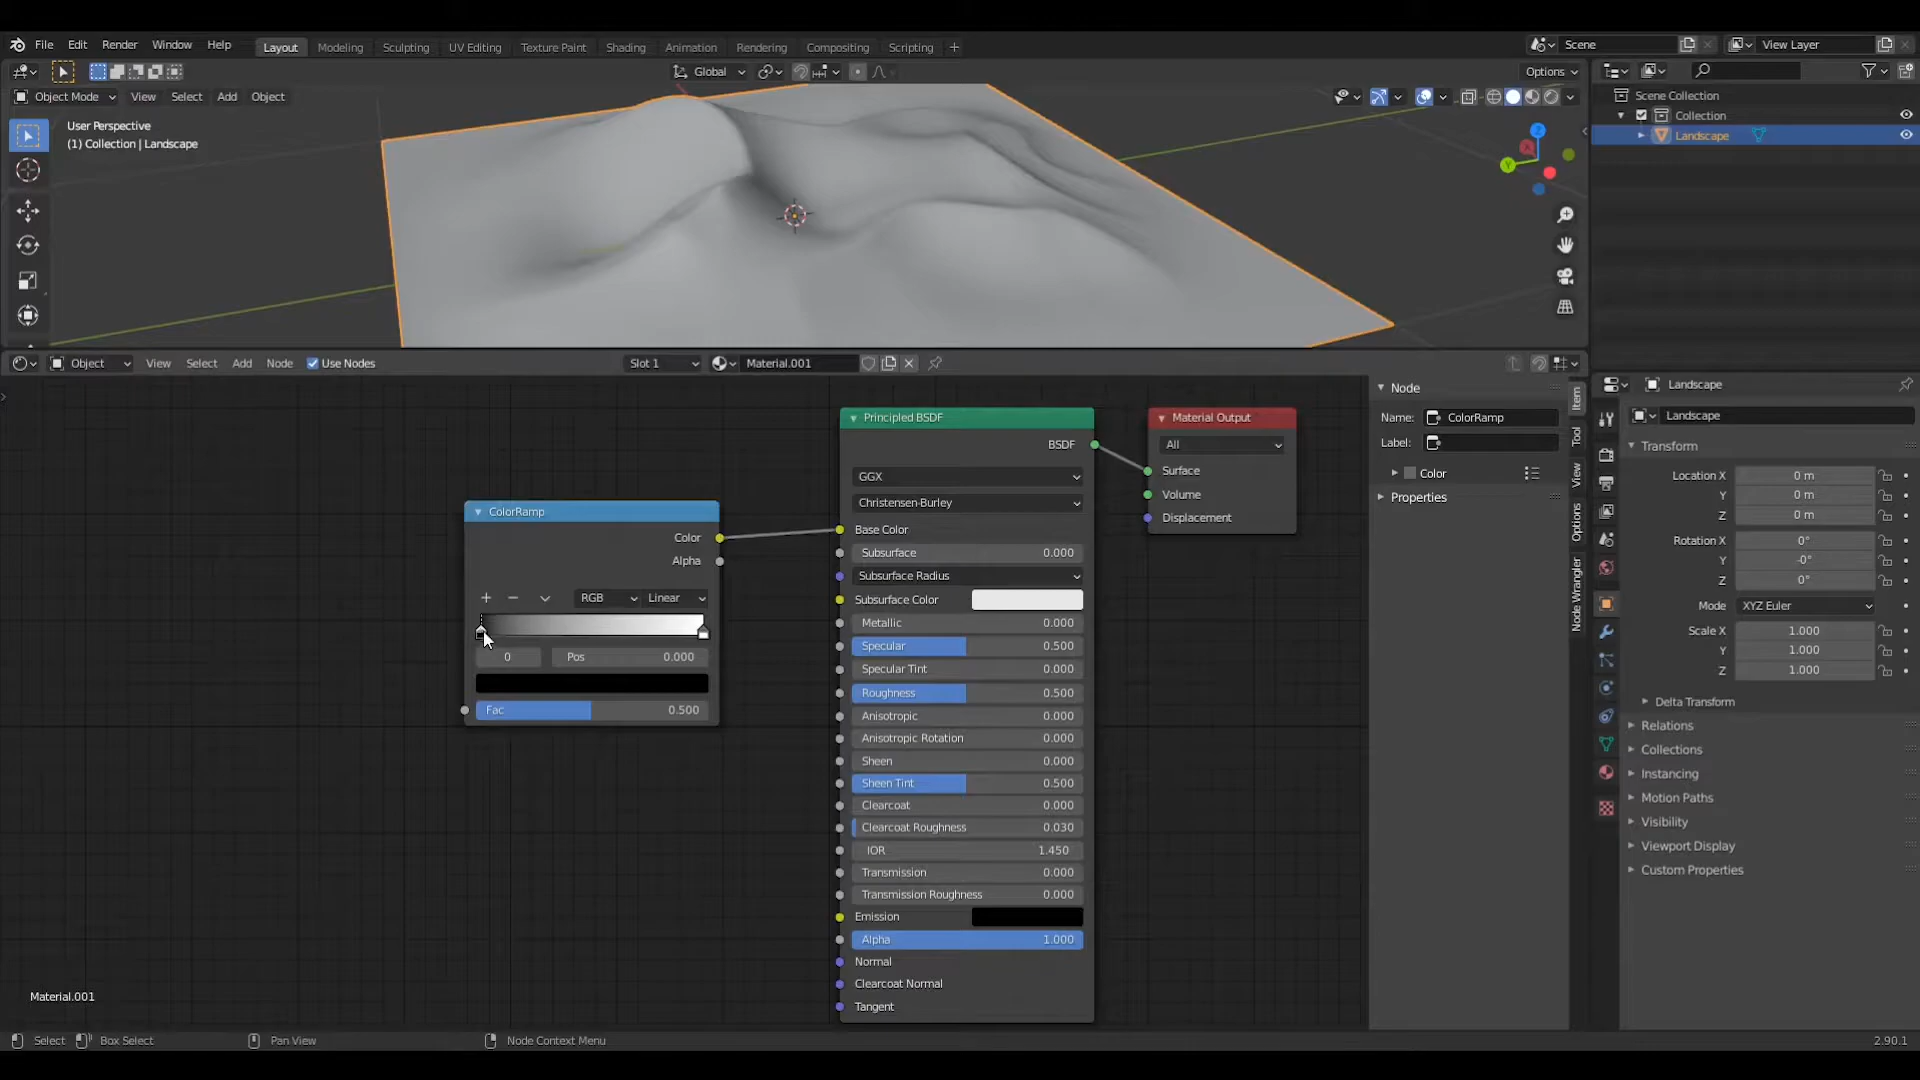 File Edit Render Window Help Layout Modeling Sculpting UV Editing Texture Paint Shading Animation Rendering Compositing Scripting + Scene View Layer
Global Options
Object Mode View Select Add Object
User Perspective
(1) Collection | Landscape
Scene Collection
Collection
Landscape
Object View Select Add Node Use Nodes Slot 1 Material.001
Principled BSDF
BSDF
GGX
Christensen-Burley
Base Color
Subsurface 0.000
Subsurface Radius
Subsurface Color
Metallic 0.000
Specular 0.500
Specular Tint 0.000
Roughness 0.500
Anisotropic 0.000
Anisotropic Rotation 0.000
Sheen 0.000
Sheen Tint 0.500
Clearcoat 0.000
Clearcoat Roughness 0.030
IOR 1.450
Transmission 0.000
Transmission Roughness 0.000
Emission
Alpha 1.000
Normal
Clearcoat Normal
Tangent
Material Output
All
Surface
Volume
Displacement
ColorRamp
Color
Alpha
RGB Linear
0 Pos 0.000
Fac 0.500
Node
Name: ColorRamp
Label:
Color
Properties
Item
Tool
View
Options
Node Wrangler
Landscape
Landscape
Transform
Location X 0 m
Y 0 m
Z 0 m
Rotation X 0°
Y -0°
Z 0°
Mode XYZ Euler
Scale X 1.000
Y 1.000
Z 1.000
Delta Transform
Relations
Collections
Instancing
Motion Paths
Visibility
Viewport Display
Custom Properties
Material.001
Select Box Select Pan View Node Context Menu 2.90.1